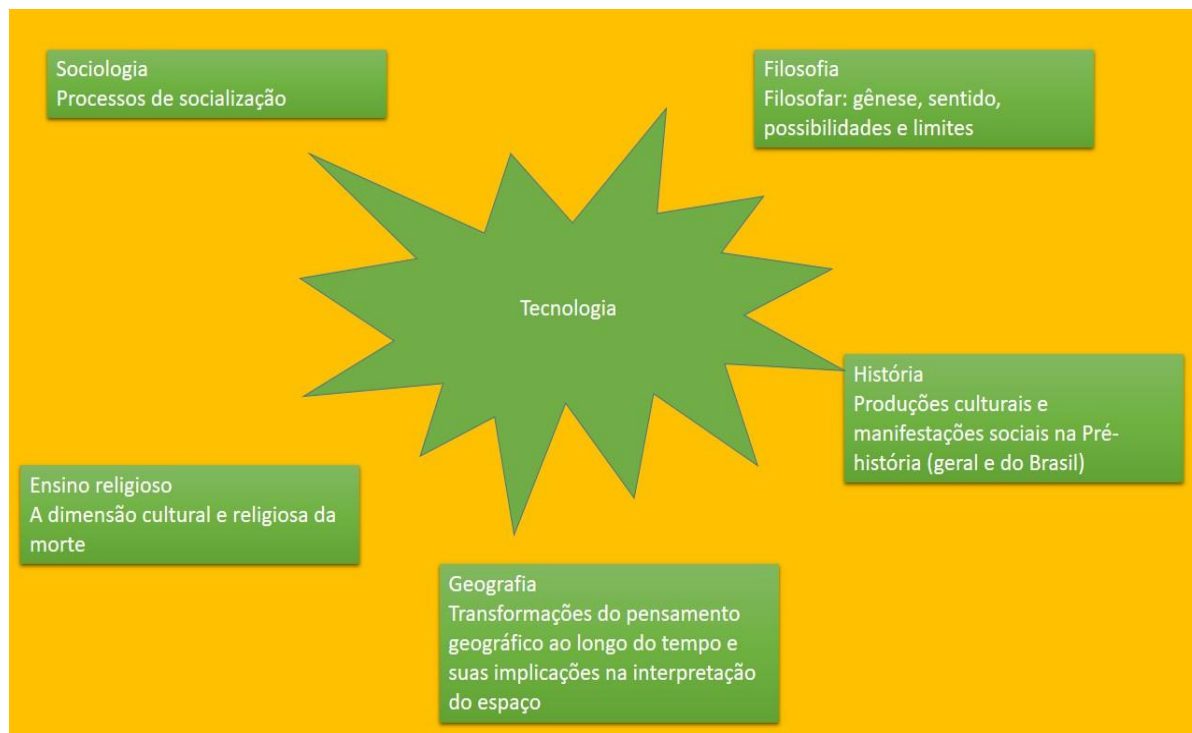 Sociologia
Processos de socialização
Filosofia
Filosofar: gênese, sentido,
possibilidades e limites
Tecnologia
História
Produções culturais e
manifestações sociais na Pré-
história (geral e do Brasil)
Ensino religioso
A dimensão cultural e religiosa da
morte
Geografia
Transformações do pensamento
geográfico ao longo do tempo e
suas implicações na interpretação
do espaço